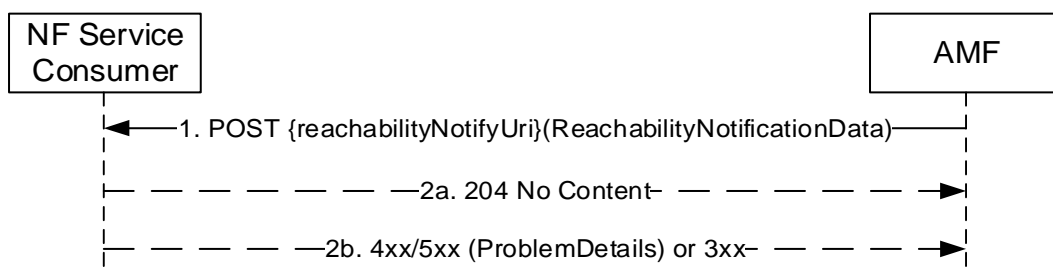 NF Service
Consumer
AMF
1. POST {reachabilityNotifyUri}(ReachabilityNotificationData)
2a. 204 No Content
2b. 4xx/5xx (ProblemDetails) or 3xx